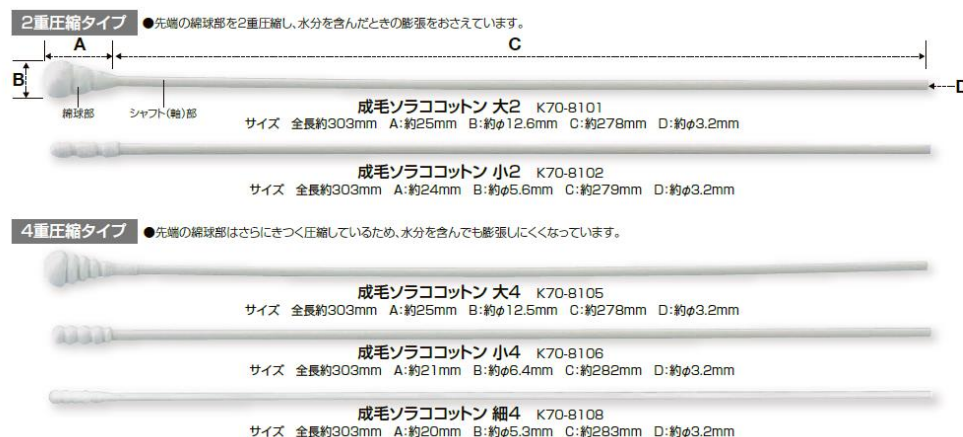 2重圧縮タイプ ●先端の綿球部を2重圧縮し、水分を含んだときの膨張をおさえています。
A C
B D
綿球部 シャフト(軸)部
成毛ソラココットン 大2 K70-8101
サイズ 全長約303mm A:約25mm B:約φ12.6mm C:約278mm D:約φ3.2mm
成毛ソラココットン 小2 K70-8102
サイズ 全長約303mm A:約24mm B:約φ5.6mm C:約279mm D:約φ3.2mm
4重圧縮タイプ ●先端の綿球部はさらにきつく圧縮しているため、水分を含んでも膨張しにくくなっています。
成毛ソラココットン 大4 K70-8105
サイズ 全長約303mm A:約25mm B:約φ12.5mm C:約278mm D:約φ3.2mm
成毛ソラココットン 小4 K70-8106
サイズ 全長約303mm A:約21mm B:約φ6.4mm C:約282mm D:約φ3.2mm
成毛ソラココットン 細4 K70-8108
サイズ 全長約303mm A:約20mm B:約φ5.3mm C:約283mm D:約φ3.2mm